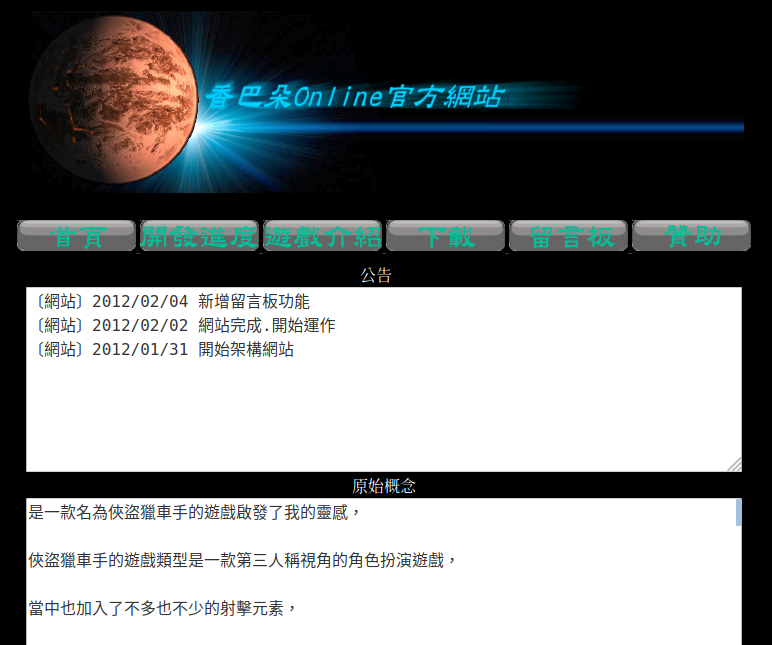 香巴朵Online官方網站
首頁 開發進度 遊戲介紹 下載 留言板 贊助
公告
〔網站〕2012/02/04 新增留言板功能
〔網站〕2012/02/02 網站完成.開始運作
〔網站〕2012/01/31 開始架構網站
原始概念
是一款名為俠盜獵車手的遊戲啟發了我的靈感，
俠盜獵車手的遊戲類型是一款第三人稱視角的角色扮演遊戲，
當中也加入了不多也不少的射擊元素，